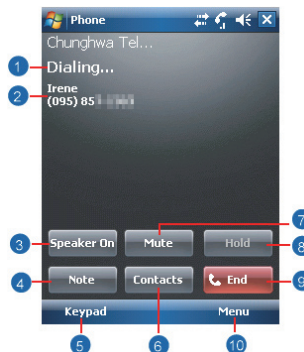 Phone
Chunghwa Tel...
1 Dialing...
2 Irene
(095) 85
7
3 Speaker On Mute Hold 8
4 Note Contacts End 9
Keypad Menu
5 6 10